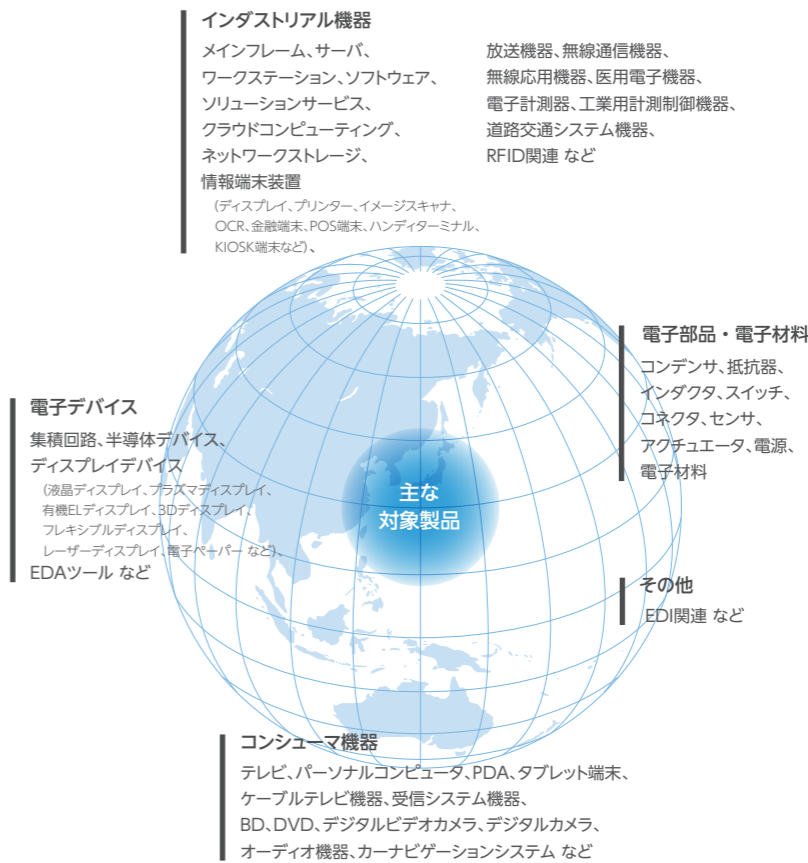 インダストリアル機器
メインフレーム、サーバ、
ワークステーション、ソフトウェア、
ソリューションサービス、
クラウドコンピューティング、
ネットワークストレージ、
情報端末装置
（ディスプレイ、プリンター、イメージスキャナ、
OCR、金融端末、POS端末、ハンディターミナル、
KIOSK端末など）、
放送機器、無線通信機器、
無線応用機器、医用電子機器、
電子計測器、工業用計測制御機器、
道路交通システム機器、
RFID関連 など
電子部品・電子材料
コンデンサ、抵抗器、
インダクタ、スイッチ、
コネクタ、センサ、
アクチュエータ、電源、
電子材料
電子デバイス
集積回路、半導体デバイス、
ディスプレイデバイス
（液晶ディスプレイ、プラズマディスプレイ、
有機ELディスプレイ、3Dディスプレイ、
フレキシブルディスプレイ、
レーザーディスプレイ、電子ペーパー など）、
EDAツール など
主な
対象製品
その他
EDI関連 など
コンシューマ機器
テレビ、パーソナルコンピュータ、PDA、タブレット端末、
ケーブルテレビ機器、受信システム機器、
BD、DVD、デジタルビデオカメラ、デジタルカメラ、
オーディオ機器、カーナビゲーションシステム など